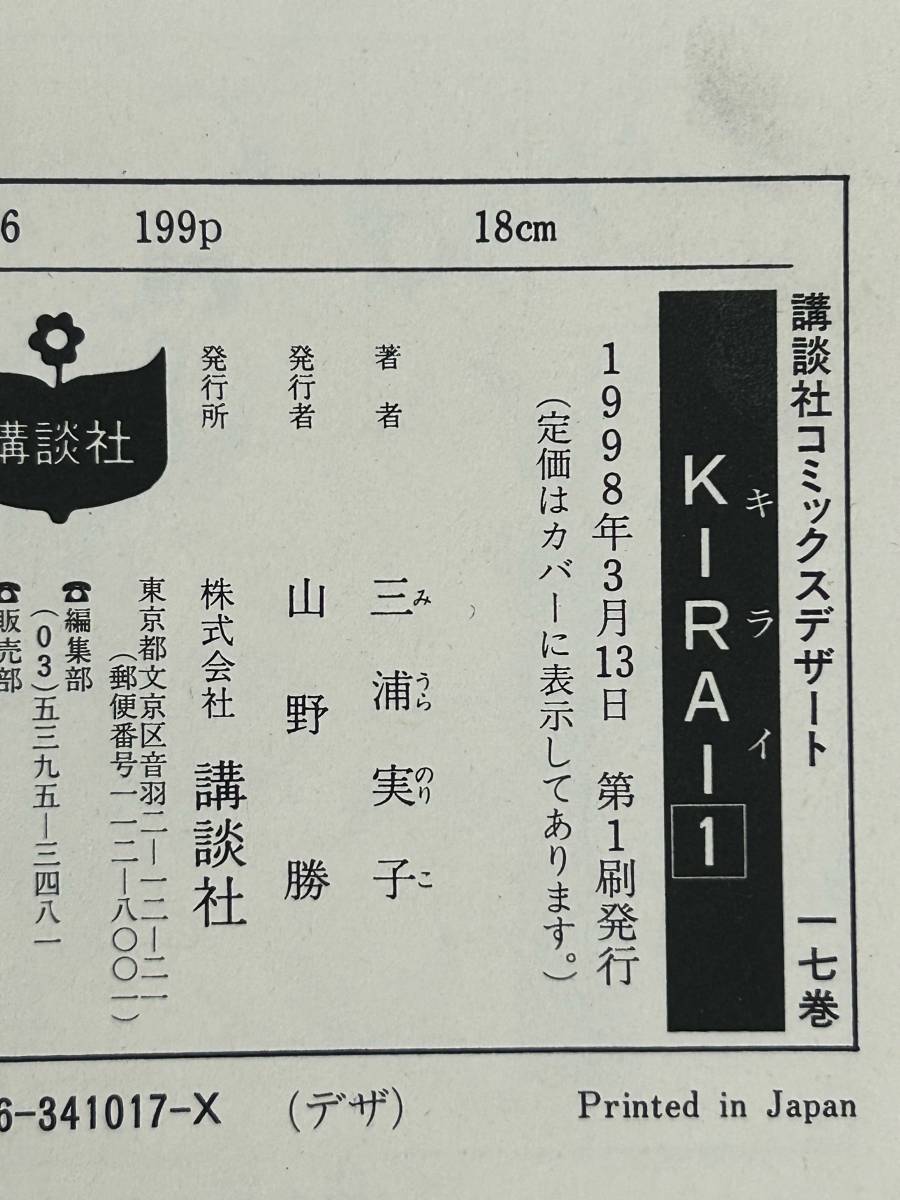 6　199p　18cm
講談社コミックスデザート　一七巻
KIRAI 1
キライ
1998年3月13日　第1刷発行
（定価はカバーに表示してあります。）
著者　三浦実子
みうらのりこ
発行者　山野勝
発行所　株式会社　講談社
東京都文京区音羽二―一二―二一
（郵便番号一一二―八〇〇一）
☎編集部
（03）五三九五―三四八一
☎販売部
講談社
6-341017-X　（デザ）　Printed in Japan